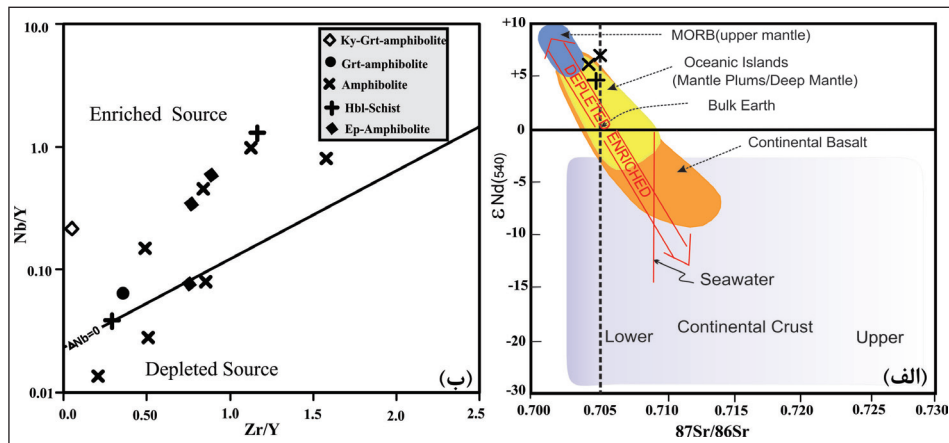 10.0
1.0
0.10
0.01
Nb/Y
Ky-Grt-amphibolite
Grt-amphibolite
Amphibolite
Hbl-Schist
Ep-Amphibolite
Enriched Source
ΔNb=0
Depleted Source
(ب)
0.0
0.50
1.0
1.5
2.0
2.5
Zr/Y
+10
+5
0
-5
-10
-15
-20
-30
ε Nd(540)
MORB(upper mantle)
Oceanic Islands
(Mantle Plums/Deep Mantle)
Bulk Earth
Continental Basalt
DEPLETED
ENRICHED
Seawater
Lower
Continental Crust
Upper
(الف)
0.700
0.705
0.710
0.715
0.720
0.725
0.730
87Sr/86Sr